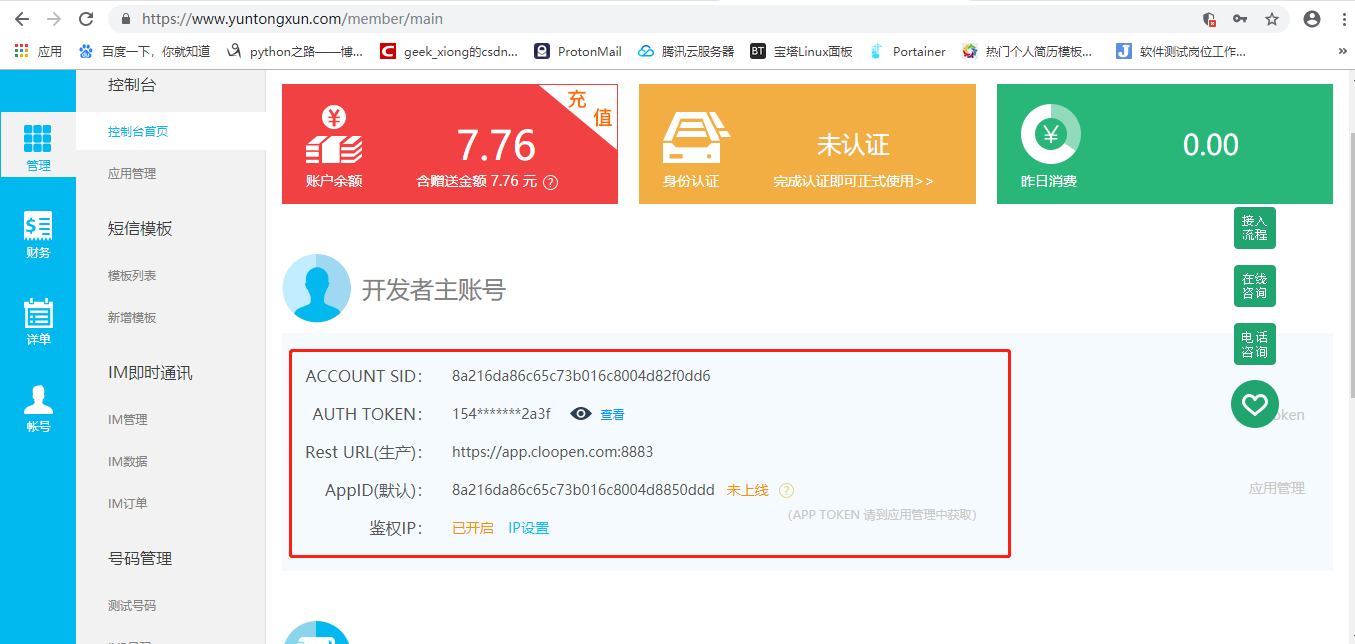 https://www.yuntongxun.com/member/main
应用 百度一下，你就知道 python之路——博... geek_xiong的csdn... ProtonMail 腾讯云服务器 宝塔Linux面板 Portainer 热门个人简历模板... 软件测试岗位工作... »
管理
财务
详单
帐号
控制台
控制台首页
应用管理
短信模板
模板列表
新增模板
IM即时通讯
IM管理
IM数据
IM订单
号码管理
测试号码
充值
7.76
账户余额 含赠送金额 7.76 元 ?
未认证
身份认证 完成认证即可正式使用>>
0.00
昨日消费
接入
流程
在线
咨询
电话
咨询
开发者主账号
ACCOUNT SID： 8a216da86c65c73b016c8004d82f0dd6
AUTH TOKEN： 154*******2a3f 查看
oken
Rest URL(生产)： https://app.cloopen.com:8883
AppID(默认)： 8a216da86c65c73b016c8004d8850ddd 未上线 ?
应用管理
(APP TOKEN 请到应用管理中获取)
鉴权IP： 已开启 IP设置